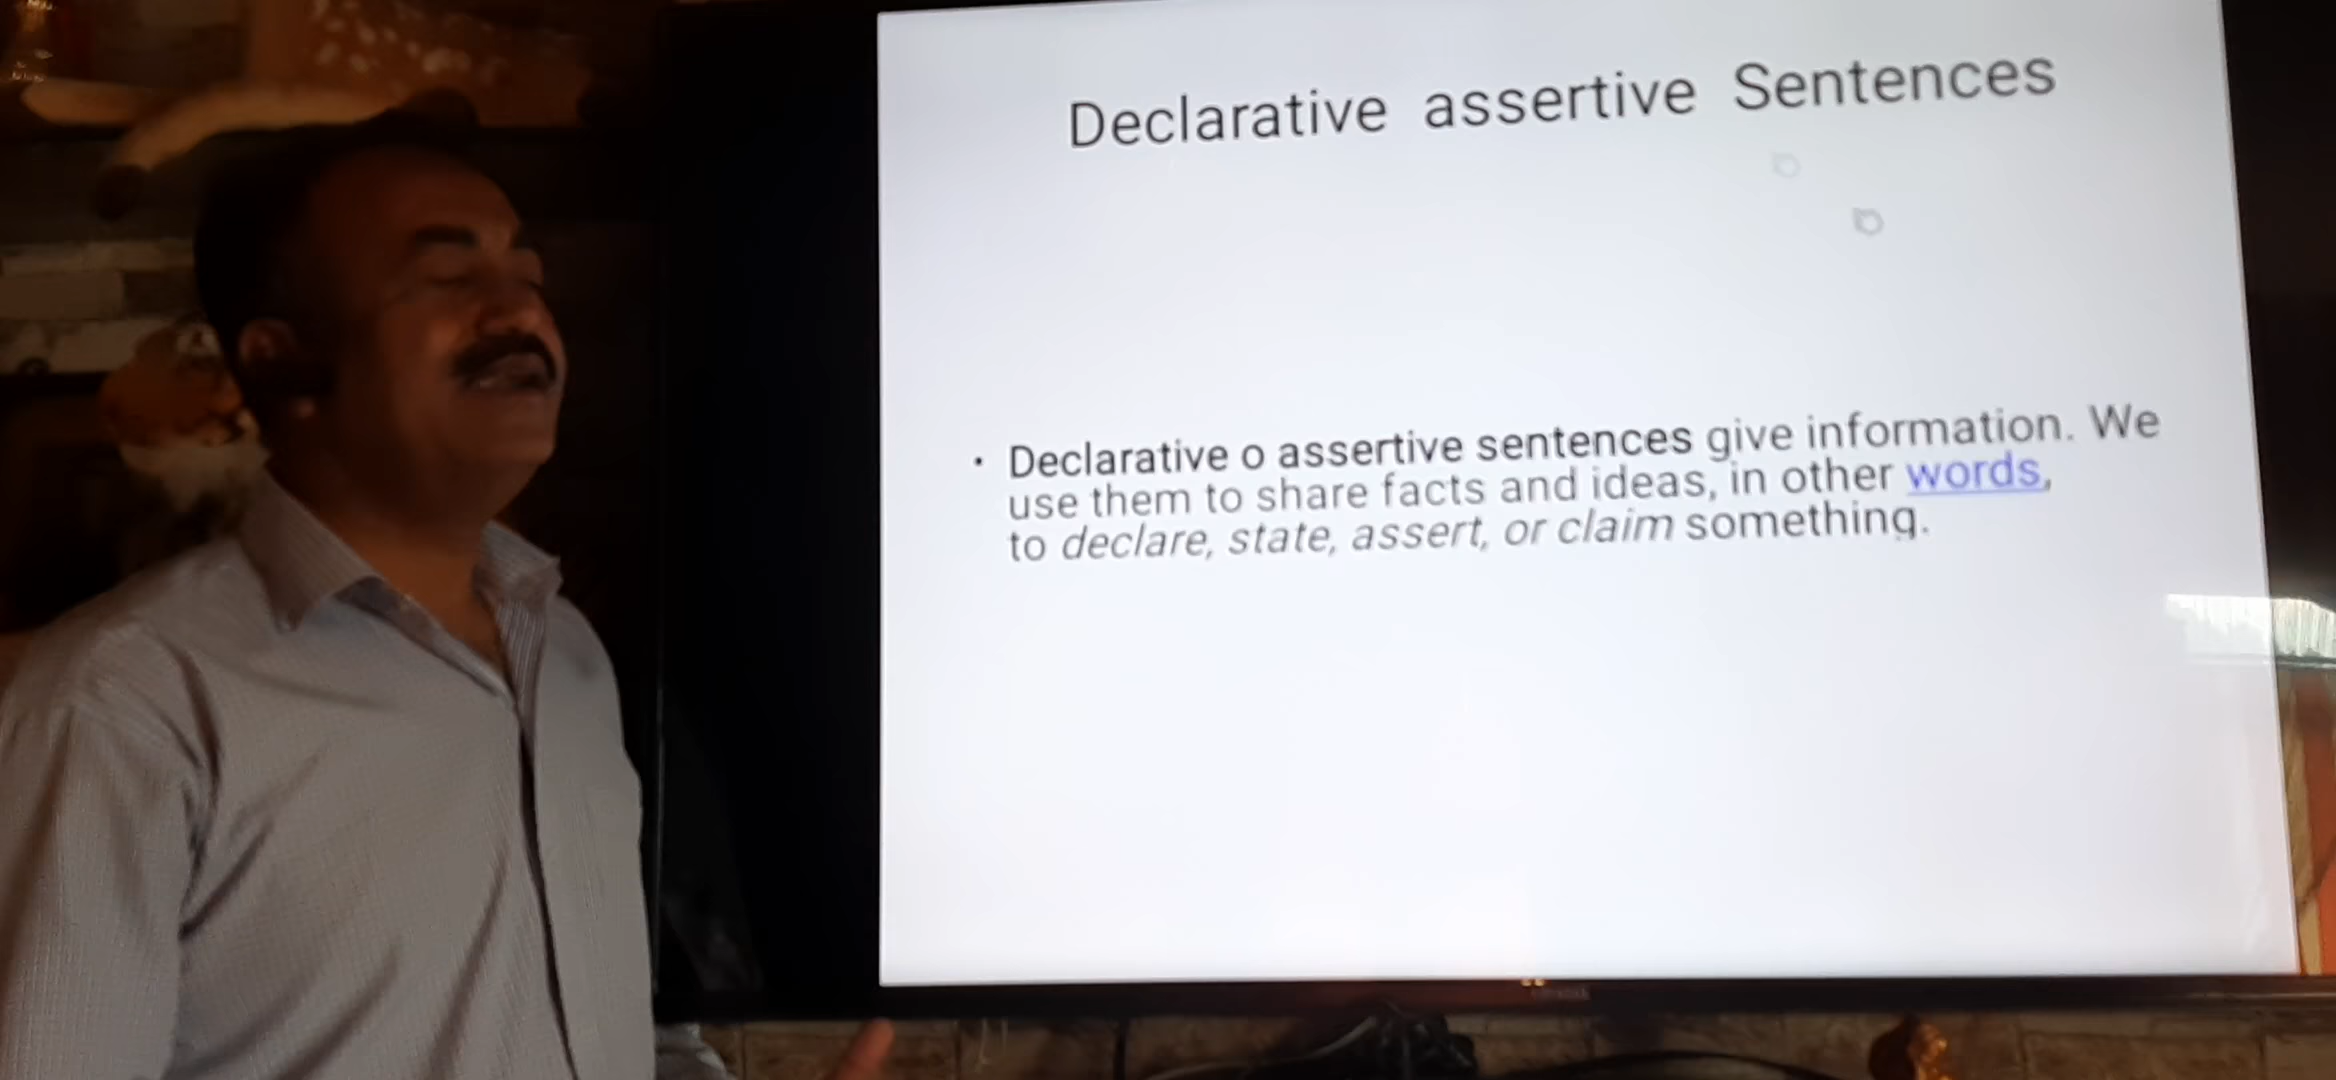 Declarative assertive Sentences
• Declarative o assertive sentences give information. We
use them to share facts and ideas, in other words,
to declare, state, assert, or claim something.